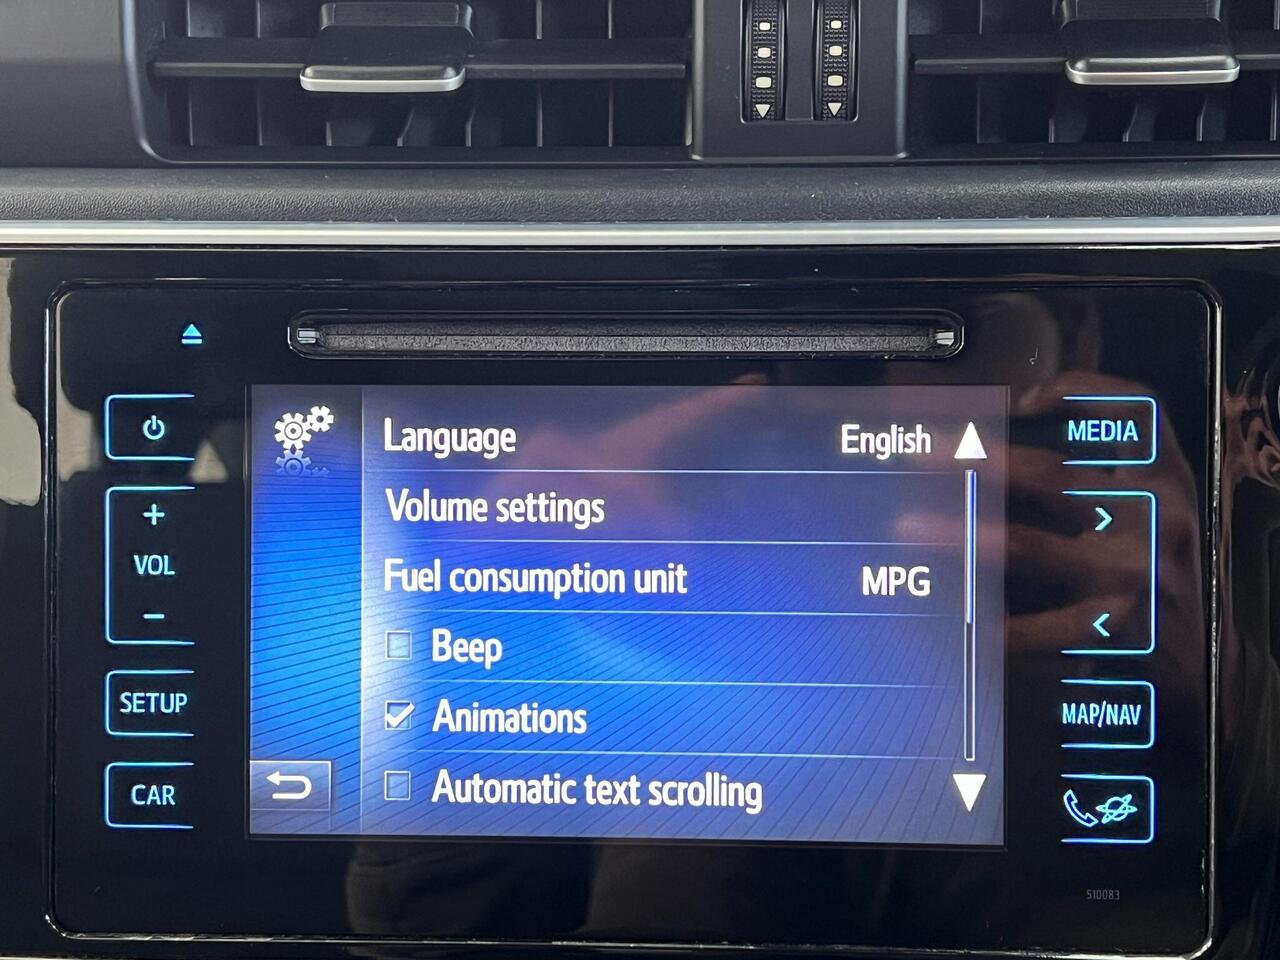 Language English
Volume settings
Fuel consumption unit MPG
Beep
Animations
Automatic text scrolling
+
VOL
-
SETUP
CAR
MEDIA
>
<
MAP/NAV
510083